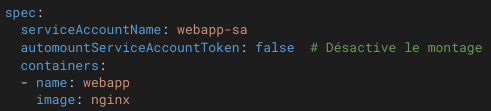 spec:
  serviceAccountName: webapp-sa
  automountServiceAccountToken: false  # Désactive le montage
  containers:
  - name: webapp
    image: nginx